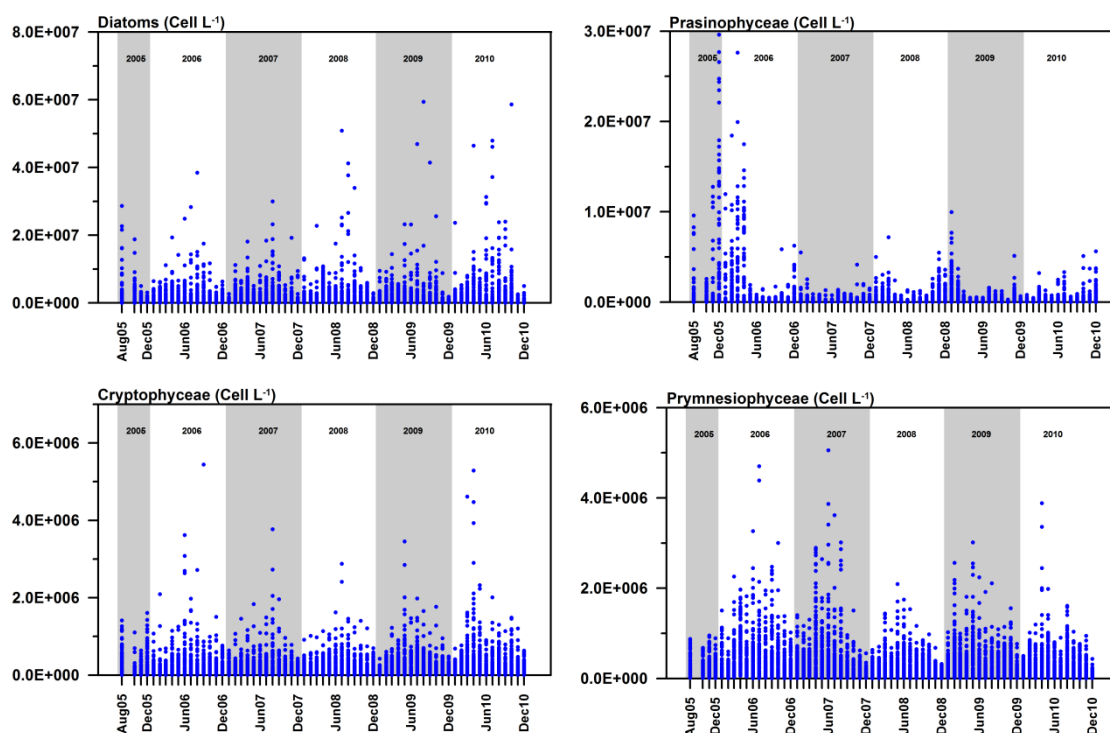 Diatoms (Cell L⁻¹)
8.0E+007
6.0E+007
4.0E+007
2.0E+007
0.0E+000
2005 2006 2007 2008 2009 2010
Aug05 Dec05 Jun06 Dec06 Jun07 Dec07 Jun08 Dec08 Jun09 Dec09 Jun10 Dec10
Prasinophyceae (Cell L⁻¹)
3.0E+007
2.0E+007
1.0E+007
0.0E+000
2005 2006 2007 2008 2009 2010
Aug05 Dec05 Jun06 Dec06 Jun07 Dec07 Jun08 Dec08 Jun09 Dec09 Jun10 Dec10
Cryptophyceae (Cell L⁻¹)
6.0E+006
4.0E+006
2.0E+006
0.0E+000
2005 2006 2007 2008 2009 2010
Aug05 Dec05 Jun06 Dec06 Jun07 Dec07 Jun08 Dec08 Jun09 Dec09 Jun10 Dec10
Prymnesiophyceae (Cell L⁻¹)
6.0E+006
4.0E+006
2.0E+006
0.0E+000
2005 2006 2007 2008 2009 2010
Aug05 Dec05 Jun06 Dec06 Jun07 Dec07 Jun08 Dec08 Jun09 Dec09 Jun10 Dec10